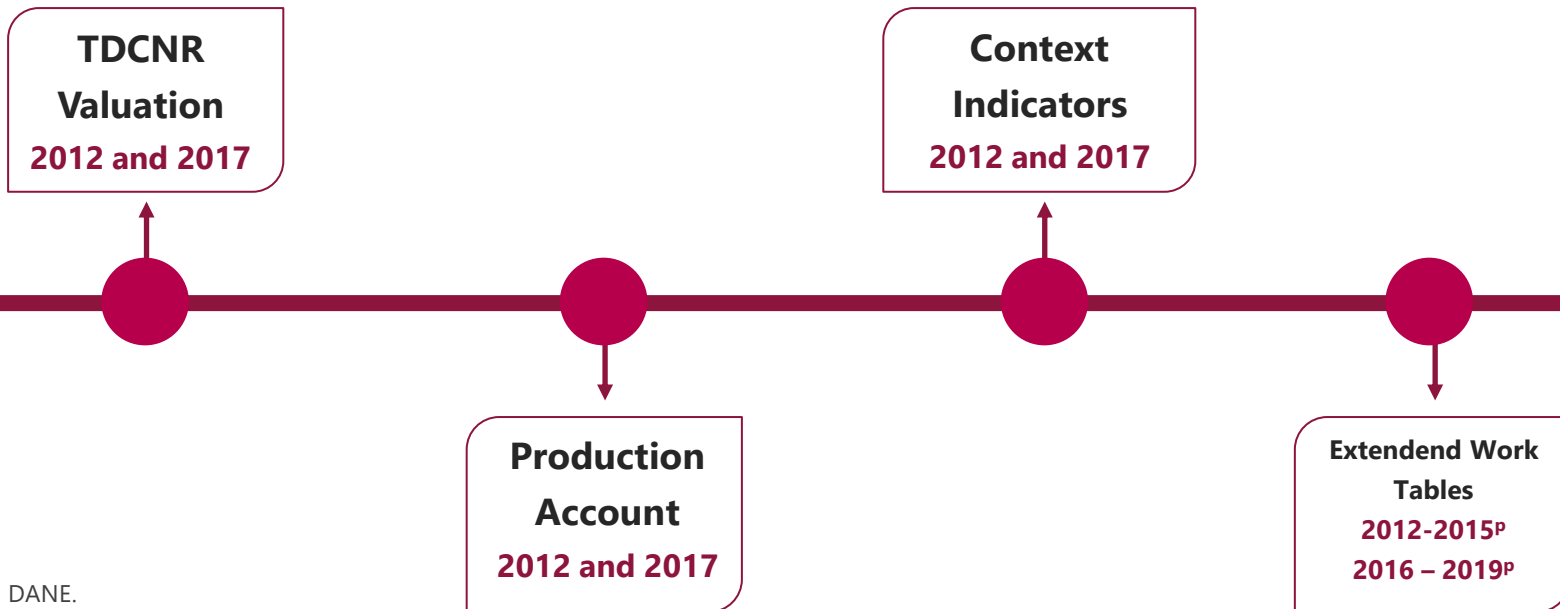 TDCNR
Valuation
2012 and 2017
Context
Indicators
2012 and 2017
Production
Account
2012 and 2017
Extendend Work
Tables
2012-2015ᵖ
2016 – 2019ᵖ
DANE.